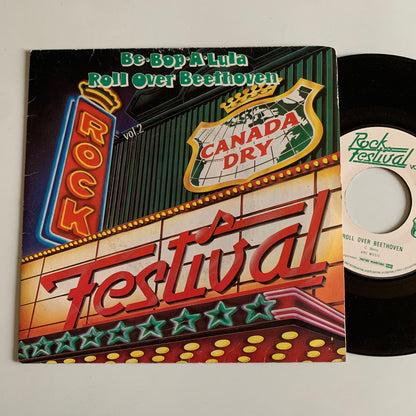 Be-Bop-A-Lula
Roll Over Beethoven
ROCK
vol.2
CANADA
DRY
Festival
Rock
Festival
ROLL OVER BEETHOVEN